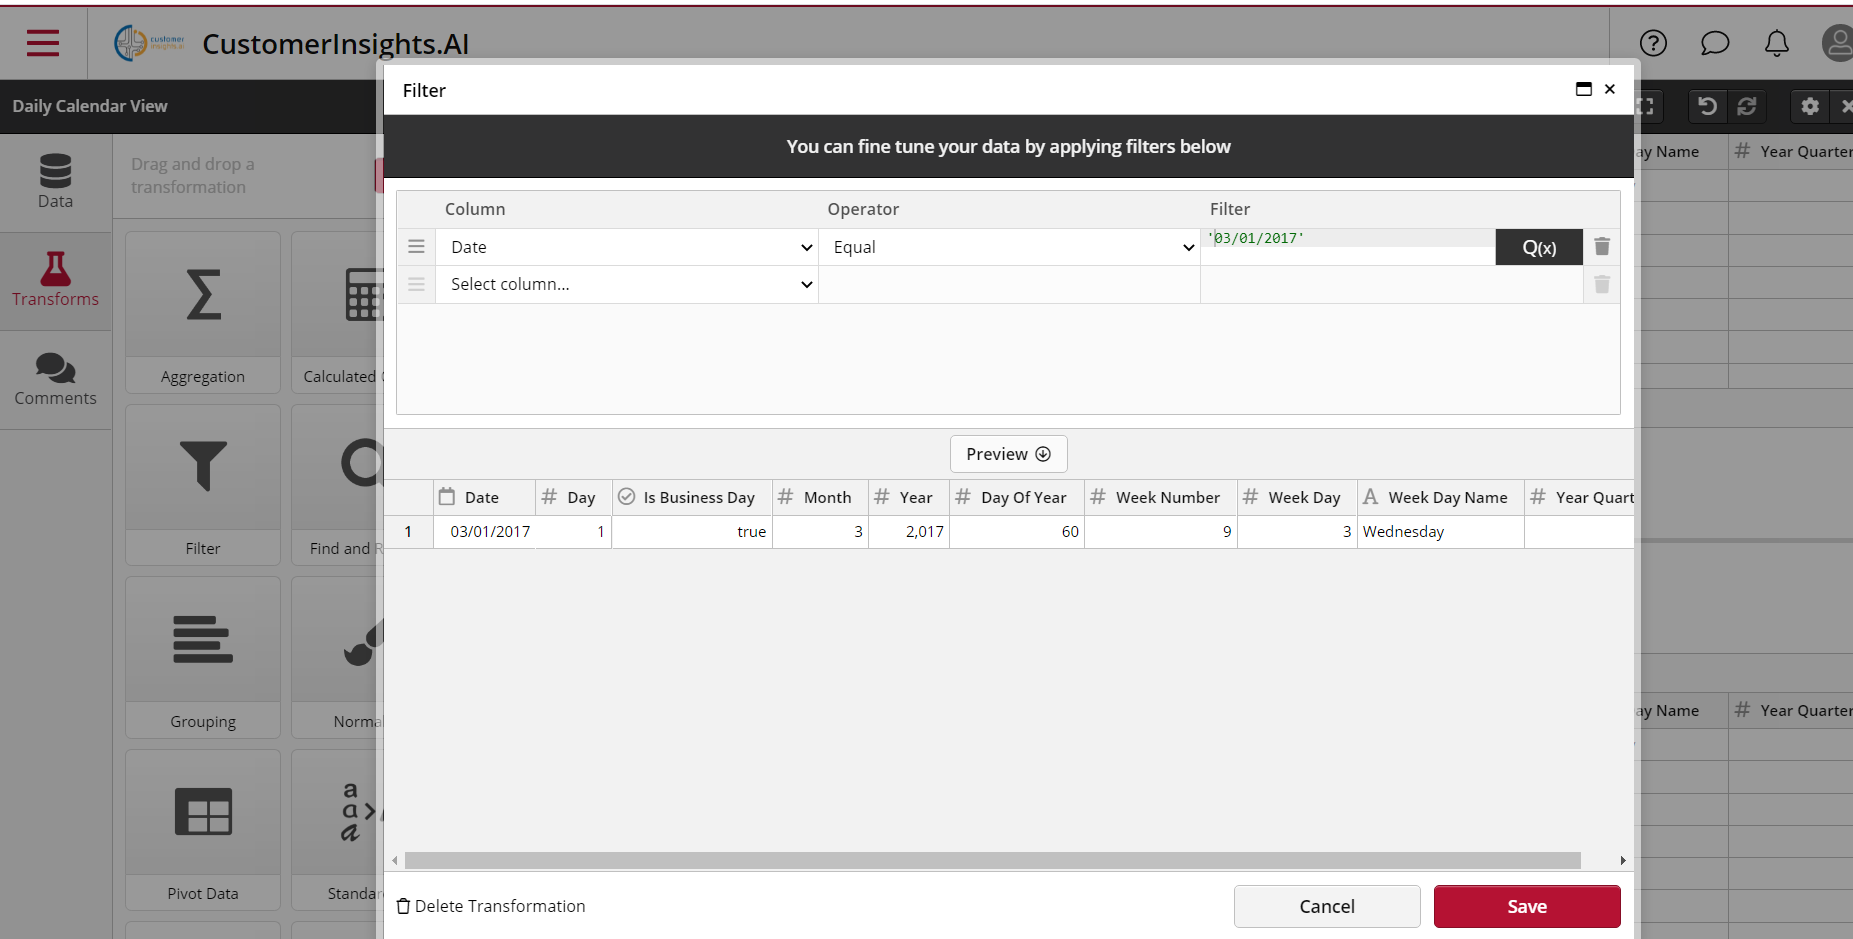 customer
insights.ai
CustomerInsights.AI
Daily Calendar View
Data
Transforms
Comments
Drag and drop a
transformation
Aggregation
Calculated
Filter
Find and R
Grouping
Norma
Pivot Data
a
a
a
Standar
Filter
You can fine tune your data by applying filters below
Column Operator Filter
Date Equal '03/01/2017' Q(x)
Select column...
Preview
Date # Day Is Business Day # Month # Year # Day Of Year # Week Number # Week Day A Week Day Name # Year Quart
1 03/01/2017 1 true 3 2,017 60 9 3 Wednesday
Delete Transformation
Cancel
Save
ay Name # Year Quarter
ay Name # Year Quarter